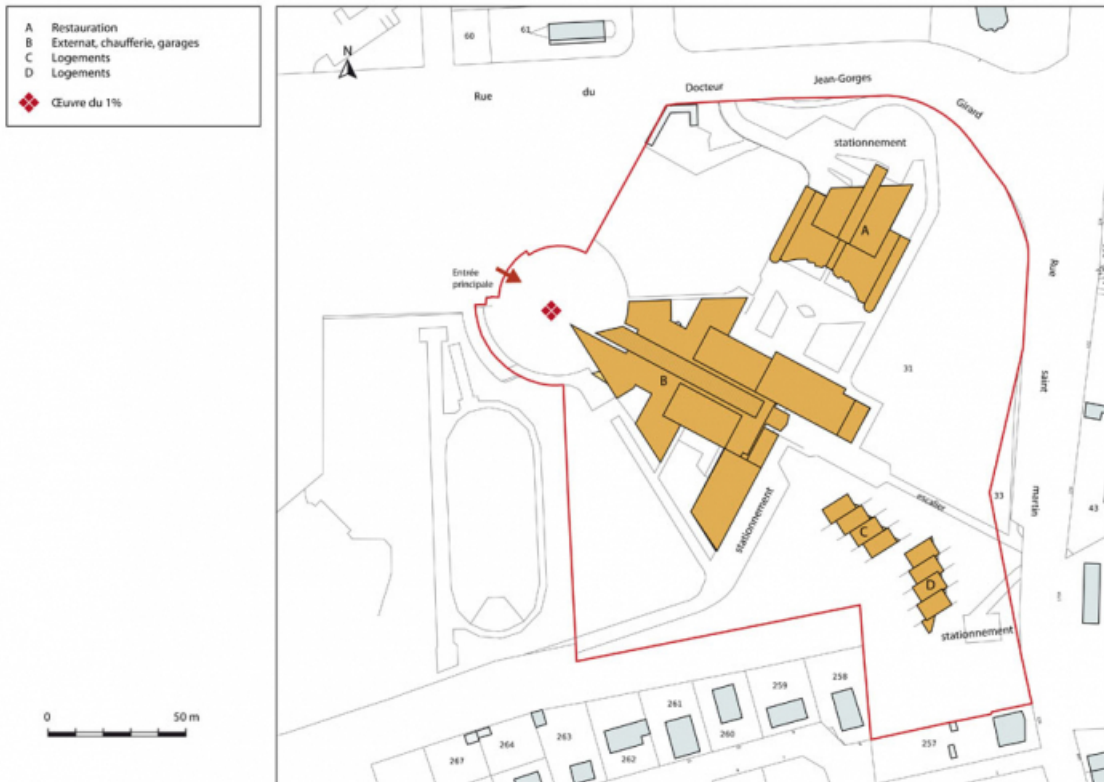 A Restauration
B Externat, chaufferie, garages
C Logements
D Logements
Œuvre du 1%
N
60
61
Rue du Docteur Jean-Gorges Girard
stationnement
A
Entrée
principale
B
31
Rue saint martin
stationnement
escalier
33
43
C
D
stationnement
0 50 m
258
259
261
260
263
262
264
267
257